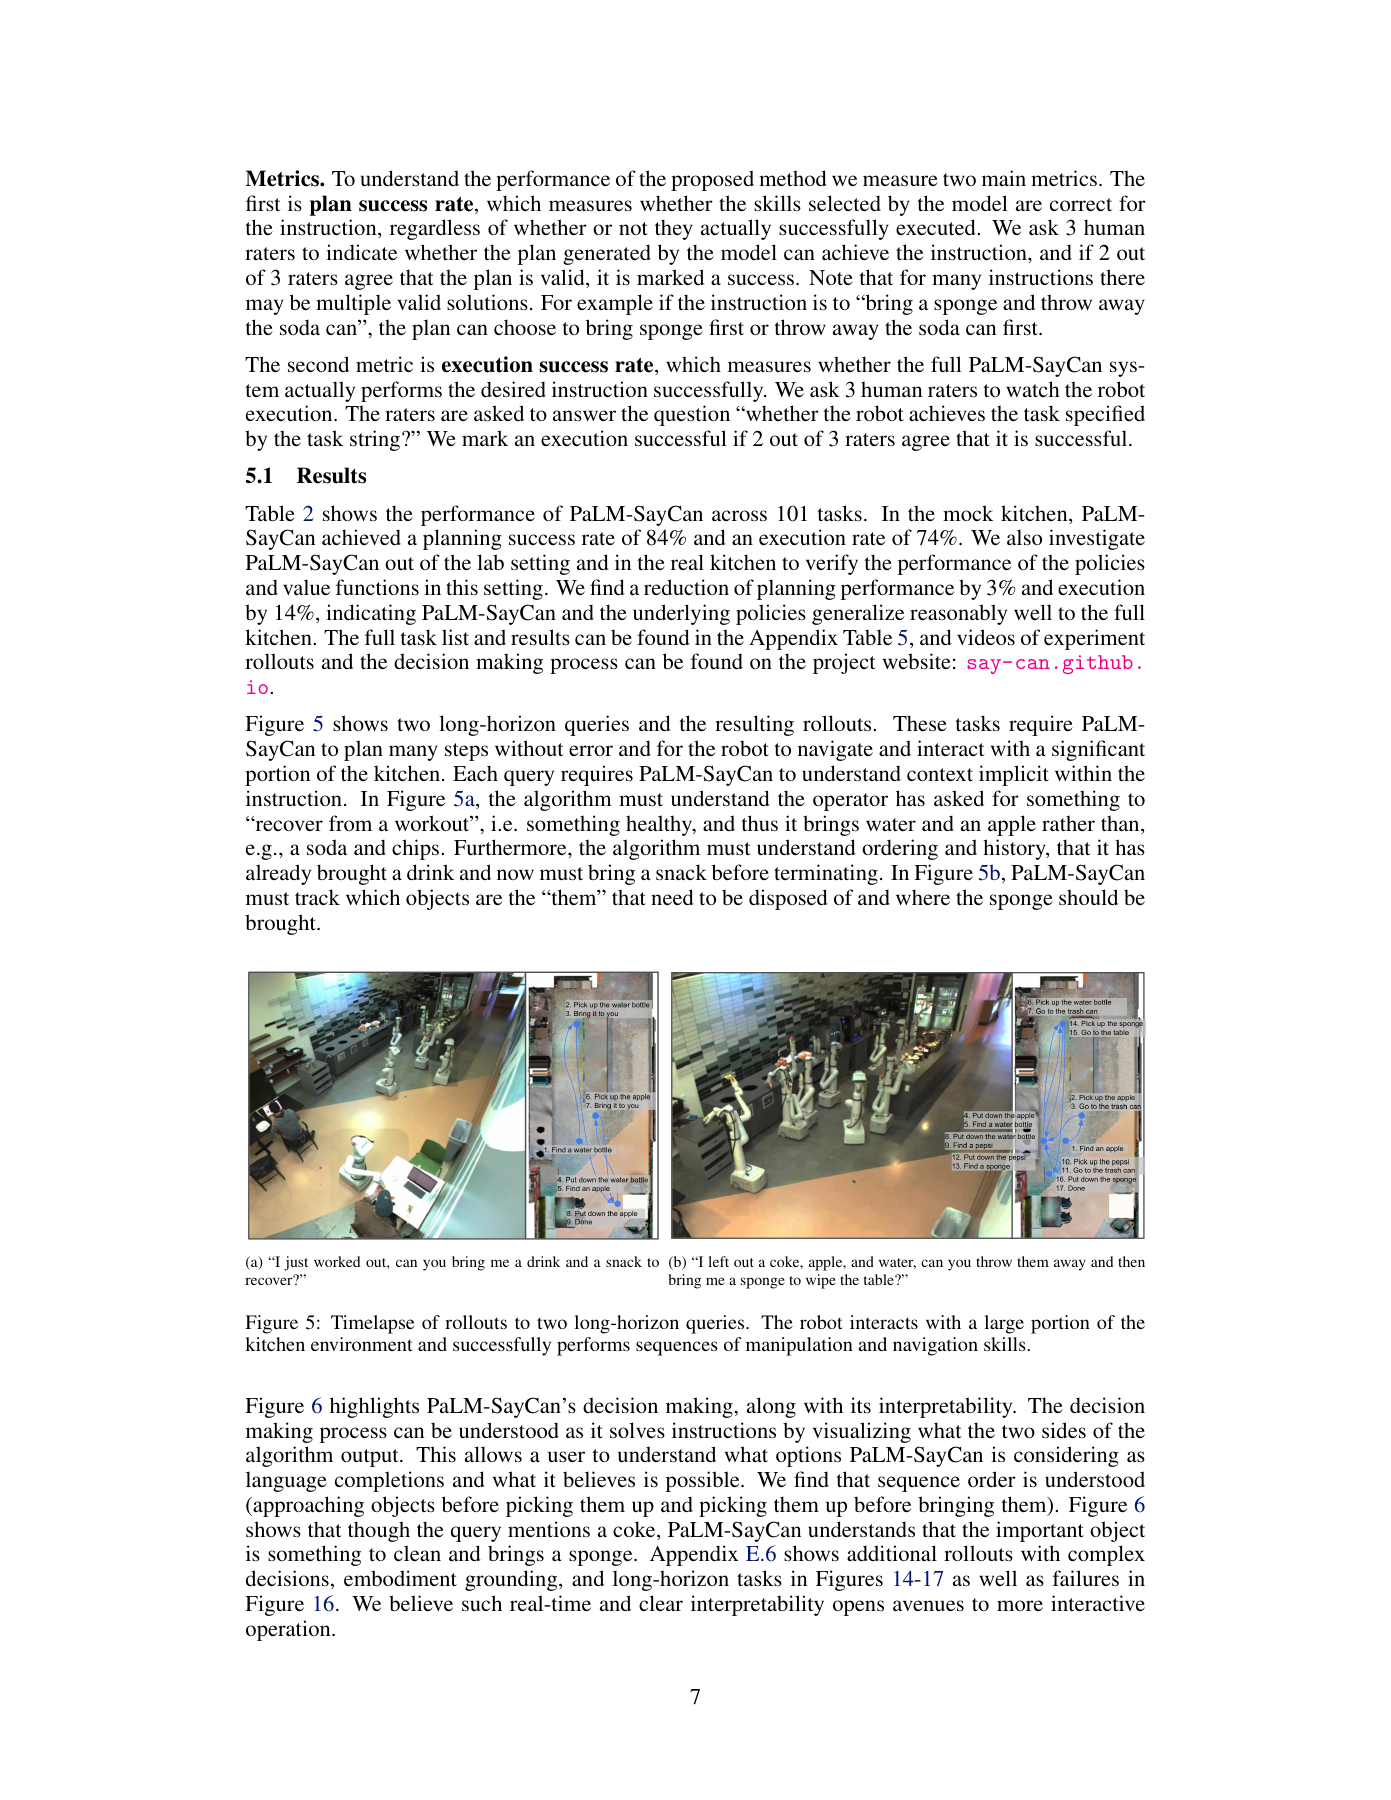 Metrics. To understand the performance of the proposed method we measure two main metrics. The
first is plan success rate, which measures whether the skills selected by the model are correct for
the instruction, regardless of whether or not they actually successfully executed. We ask 3 human
raters to indicate whether the plan generated by the model can achieve the instruction, and if 2 out
of 3 raters agree that the plan is valid, it is marked a success. Note that for many instructions there
may be multiple valid solutions. For example if the instruction is to “bring a sponge and throw away
the soda can”, the plan can choose to bring sponge first or throw away the soda can first.
The second metric is execution success rate, which measures whether the full PaLM-SayCan sys-
tem actually performs the desired instruction successfully. We ask 3 human raters to watch the robot
execution. The raters are asked to answer the question “whether the robot achieves the task specified
by the task string?” We mark an execution successful if 2 out of 3 raters agree that it is successful.
5.1 Results
Table 2 shows the performance of PaLM-SayCan across 101 tasks. In the mock kitchen, PaLM-
SayCan achieved a planning success rate of 84% and an execution rate of 74%. We also investigate
PaLM-SayCan out of the lab setting and in the real kitchen to verify the performance of the policies
and value functions in this setting. We find a reduction of planning performance by 3% and execution
by 14%, indicating PaLM-SayCan and the underlying policies generalize reasonably well to the full
kitchen. The full task list and results can be found in the Appendix Table 5, and videos of experiment
rollouts and the decision making process can be found on the project website: say-can.github.
io.
Figure 5 shows two long-horizon queries and the resulting rollouts. These tasks require PaLM-
SayCan to plan many steps without error and for the robot to navigate and interact with a significant
portion of the kitchen. Each query requires PaLM-SayCan to understand context implicit within the
instruction. In Figure 5a, the algorithm must understand the operator has asked for something to
“recover from a workout”, i.e. something healthy, and thus it brings water and an apple rather than,
e.g., a soda and chips. Furthermore, the algorithm must understand ordering and history, that it has
already brought a drink and now must bring a snack before terminating. In Figure 5b, PaLM-SayCan
must track which objects are the “them” that need to be disposed of and where the sponge should be
brought.
2. Pick up the water bottle
3. Bring it to you
6. Pick up the apple
7. Bring it to you
1. Find a water bottle
4. Put down the water bottle
5. Find an apple
8. Put down the apple
9. Done
6. Pick up the water bottle
7. Go to the trash can
14. Pick up the sponge
15. Go to the table
2. Pick up the apple
3. Go to the trash can
4. Put down the apple
5. Find a water bottle
8. Put down the water bottle
9. Find a pepsi
1. Find an apple
12. Put down the pepsi
13. Find a sponge
10. Pick up the pepsi
11. Go to the trash can
16. Put down the sponge
17. Done
(a) “I just worked out, can you bring me a drink and a snack to
recover?”
(b) “I left out a coke, apple, and water, can you throw them away and then
bring me a sponge to wipe the table?”
Figure 5: Timelapse of rollouts to two long-horizon queries. The robot interacts with a large portion of the
kitchen environment and successfully performs sequences of manipulation and navigation skills.
Figure 6 highlights PaLM-SayCan’s decision making, along with its interpretability. The decision
making process can be understood as it solves instructions by visualizing what the two sides of the
algorithm output. This allows a user to understand what options PaLM-SayCan is considering as
language completions and what it believes is possible. We find that sequence order is understood
(approaching objects before picking them up and picking them up before bringing them). Figure 6
shows that though the query mentions a coke, PaLM-SayCan understands that the important object
is something to clean and brings a sponge. Appendix E.6 shows additional rollouts with complex
decisions, embodiment grounding, and long-horizon tasks in Figures 14-17 as well as failures in
Figure 16. We believe such real-time and clear interpretability opens avenues to more interactive
operation.
7